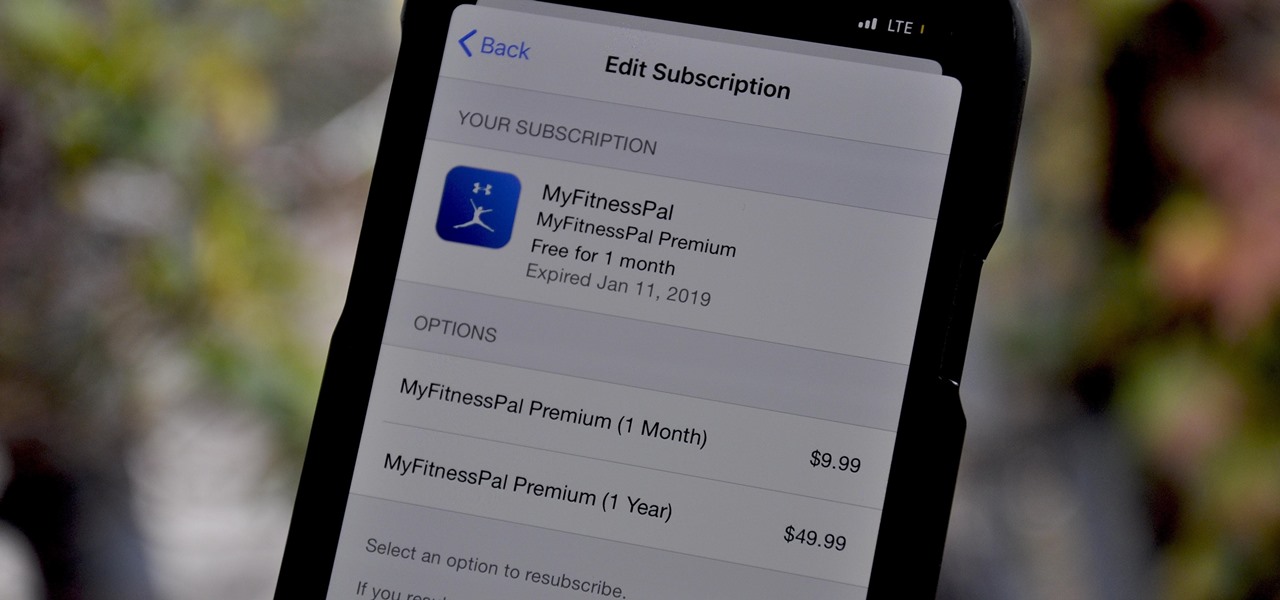 LTE
Back
Edit Subscription
YOUR SUBSCRIPTION
MyFitnessPal
MyFitnessPal Premium
Free for 1 month
Expired Jan 11, 2019
OPTIONS
MyFitnessPal Premium (1 Month) $9.99
MyFitnessPal Premium (1 Year) $49.99
Select an option to resubscribe.
If you